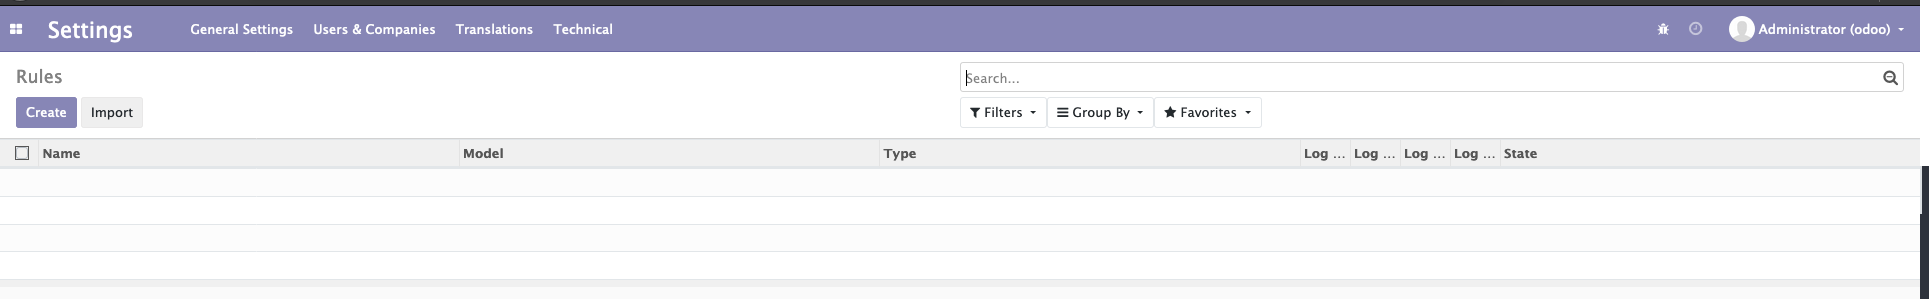 Settings General Settings Users & Companies Translations Technical Administrator (odoo)
Rules Search...
Create Import Filters Group By Favorites
Name Model Type Log ... Log ... Log ... Log ... State